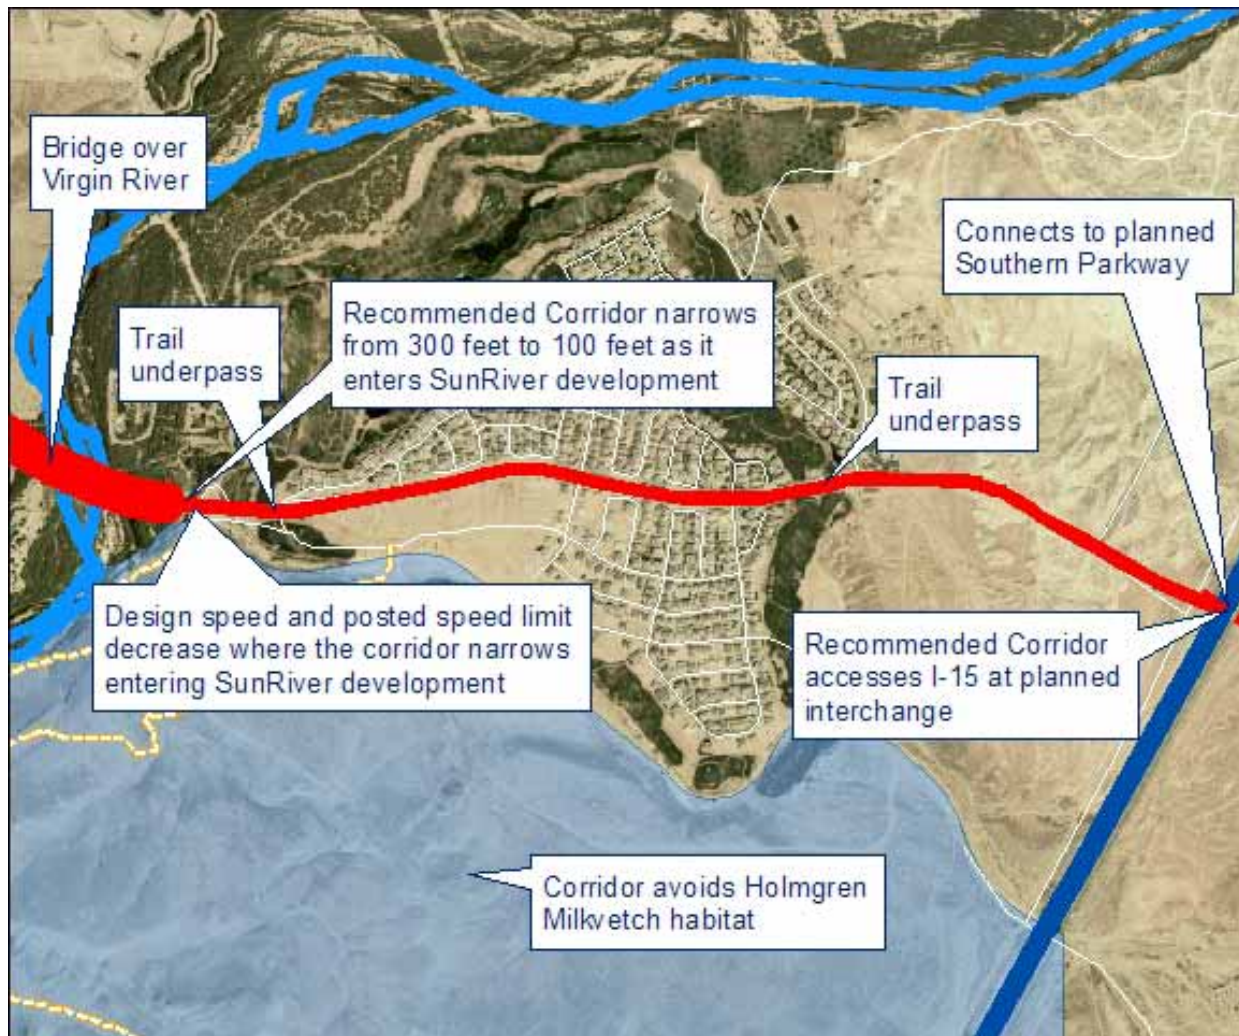 Bridge over
Virgin River
Connects to planned
Southern Parkway
Trail
underpass
Recommended Corridor narrows
from 300 feet to 100 feet as it
enters SunRiver development
Trail
underpass
Design speed and posted speed limit
decrease where the corridor narrows
entering SunRiver development
Recommended Corridor
accesses I-15 at planned
interchange
Corridor avoids Holmgren
Milkvetch habitat